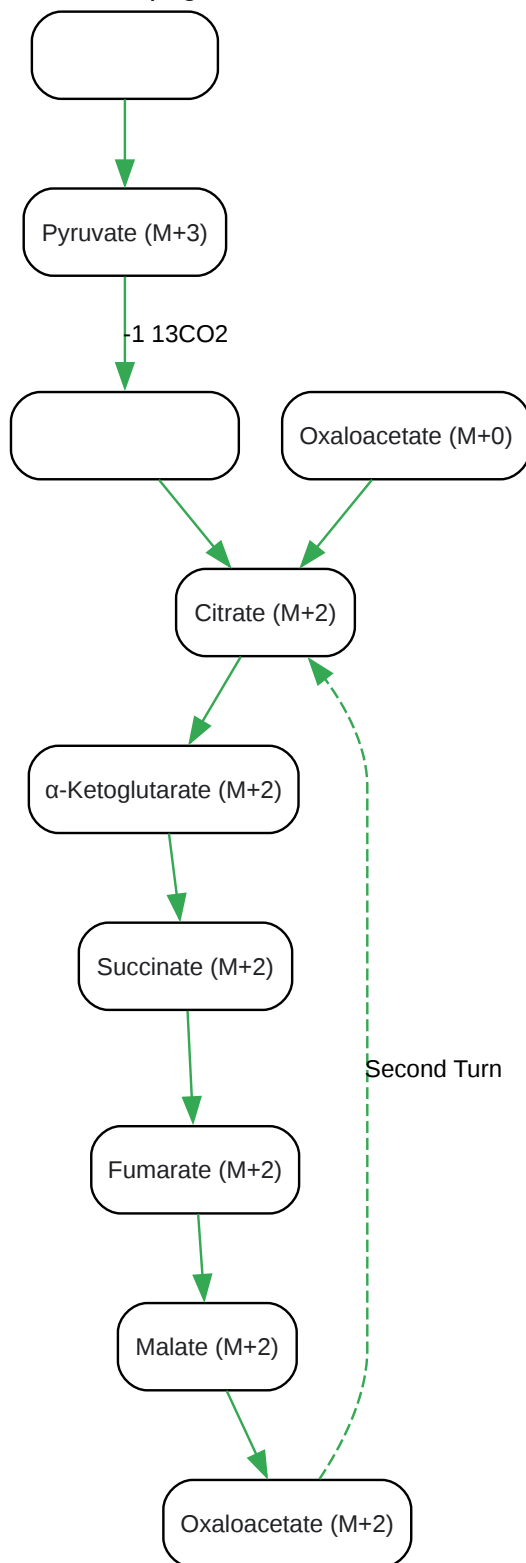 Pyruvate (M+3)
-1 13CO2
Oxaloacetate (M+0)
Citrate (M+2)
α-Ketoglutarate (M+2)
Succinate (M+2)
Second Turn
Fumarate (M+2)
Malate (M+2)
Oxaloacetate (M+2)